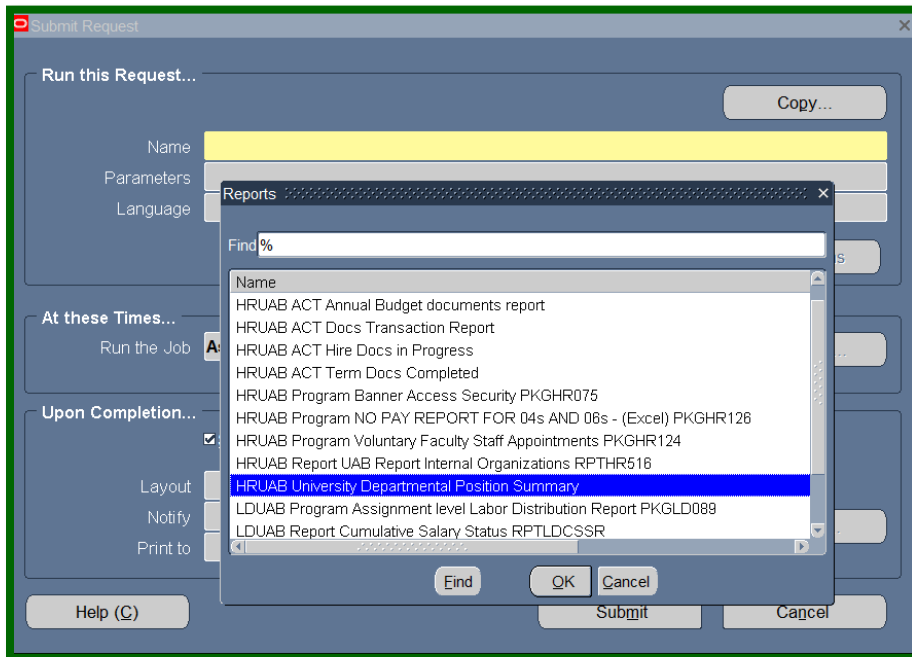 Submit Request
Run this Request...
Copy...
Name
Parameters
Language
Reports
Find %
Name
HRUAB ACT Annual Budget documents report
HRUAB ACT Docs Transaction Report
HRUAB ACT Hire Docs in Progress
HRUAB ACT Term Docs Completed
HRUAB Program Banner Access Security PKGHR075
HRUAB Program NO PAY REPORT FOR 04s AND 06s - (Excel) PKGHR126
HRUAB Program Voluntary Faculty Staff Appointments PKGHR124
HRUAB Report UAB Report Internal Organizations RPTHR516
HRUAB University Departmental Position Summary
LDUAB Program Assignment level Labor Distribution Report PKGLD089
LDUAB Report Cumulative Salary Status RPTLDCSSR
Find
OK
Cancel
At these Times...
Run the Job
Upon Completion...
Layout
Notify
Print to
Help (C)
Submit
Cancel